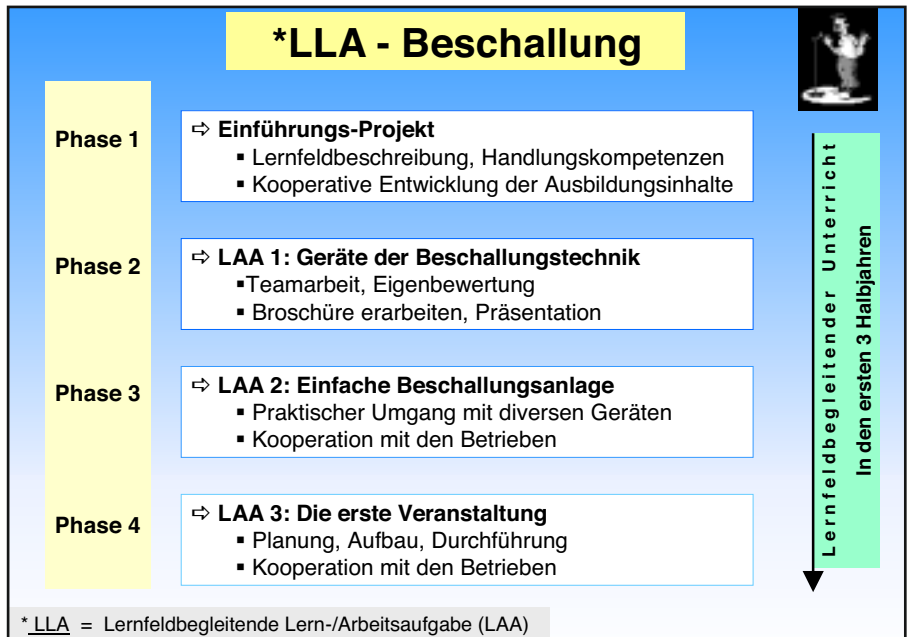 *LLA - Beschallung
Phase 1
⇨ Einführungs-Projekt
▪ Lernfeldbeschreibung, Handlungskompetenzen
▪ Kooperative Entwicklung der Ausbildungsinhalte
Phase 2
⇨ LAA 1: Geräte der Beschallungstechnik
▪Teamarbeit, Eigenbewertung
▪ Broschüre erarbeiten, Präsentation
Phase 3
⇨ LAA 2: Einfache Beschallungsanlage
▪ Praktischer Umgang mit diversen Geräten
▪ Kooperation mit den Betrieben
Phase 4
⇨ LAA 3: Die erste Veranstaltung
▪ Planung, Aufbau, Durchführung
▪ Kooperation mit den Betrieben
Lernfeldbegleitender Unterricht
In den ersten 3 Halbjahren
* LLA = Lernfeldbegleitende Lern-/Arbeitsaufgabe (LAA)